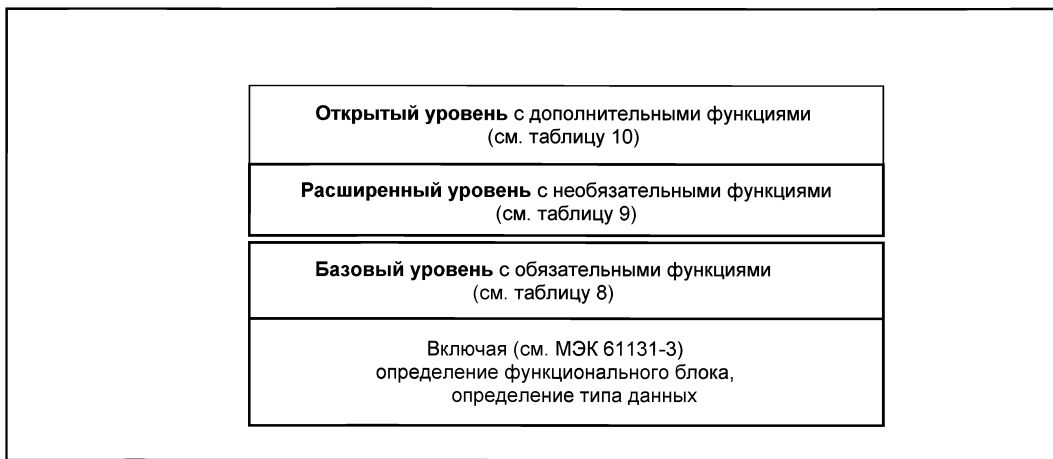 Открытый уровень с дополнительными функциями
(см. таблицу 10)
Расширенный уровень с необязательными функциями
(см. таблицу 9)
Базовый уровень с обязательными функциями
(см. таблицу 8)
Включая (см. МЭК 61131-3)
определение функционального блока,
определение типа данных